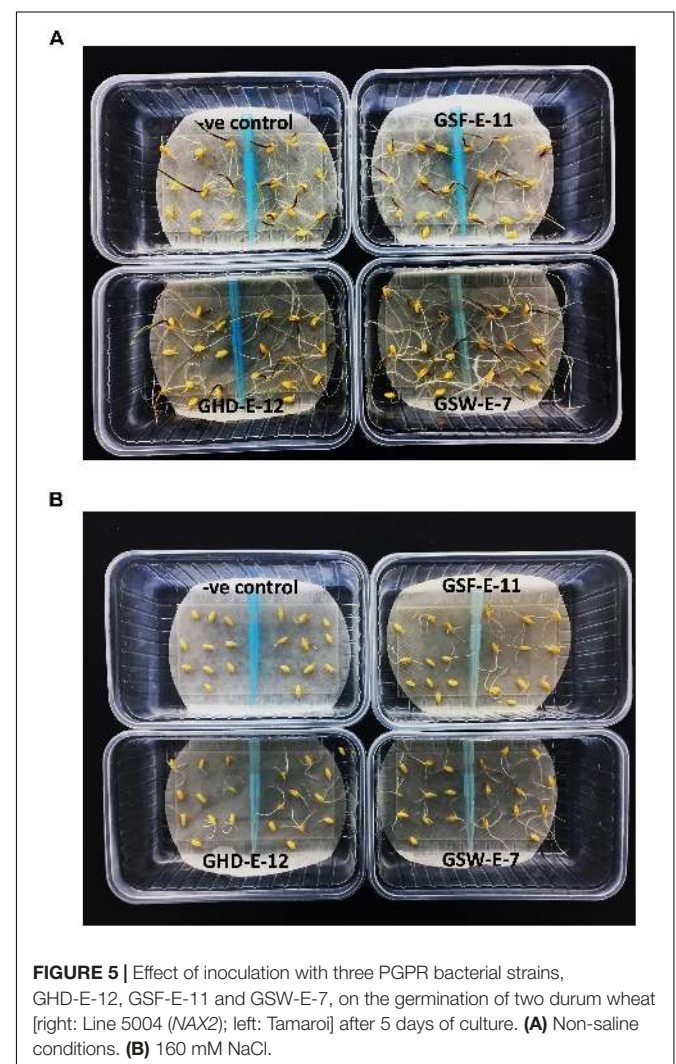 A
-ve control
GSF-E-11
GHD-E-12
GSW-E-7
B
-ve control
GSF-E-11
GHD-E-12
GSW-E-7
FIGURE 5 | Effect of inoculation with three PGPR bacterial strains,
GHD-E-12, GSF-E-11 and GSW-E-7, on the germination of two durum wheat
[right: Line 5004 (NAX2); left: Tamaroi] after 5 days of culture. (A) Non-saline
conditions. (B) 160 mM NaCl.